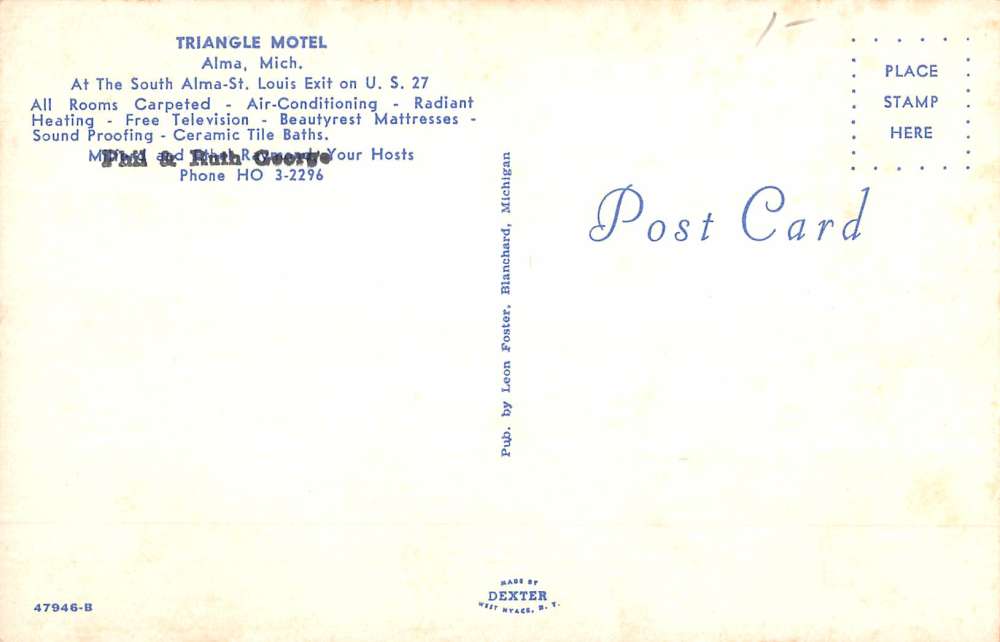 TRIANGLE MOTEL
Alma, Mich.
At The South Alma-St. Louis Exit on U. S. 27
All Rooms Carpeted - Air-Conditioning - Radiant
Heating - Free Television - Beautyrest Mattresses -
Sound Proofing - Ceramic Tile Baths.
and Raymond, Your Hosts
Phil & Ruth George
Phone HO 3-2296
Pub. by Leon Foster, Blanchard, Michigan
PLACE
STAMP
HERE
Post Card
47946-B
MADE BY
DEXTER
WEST NYACK, N. Y.